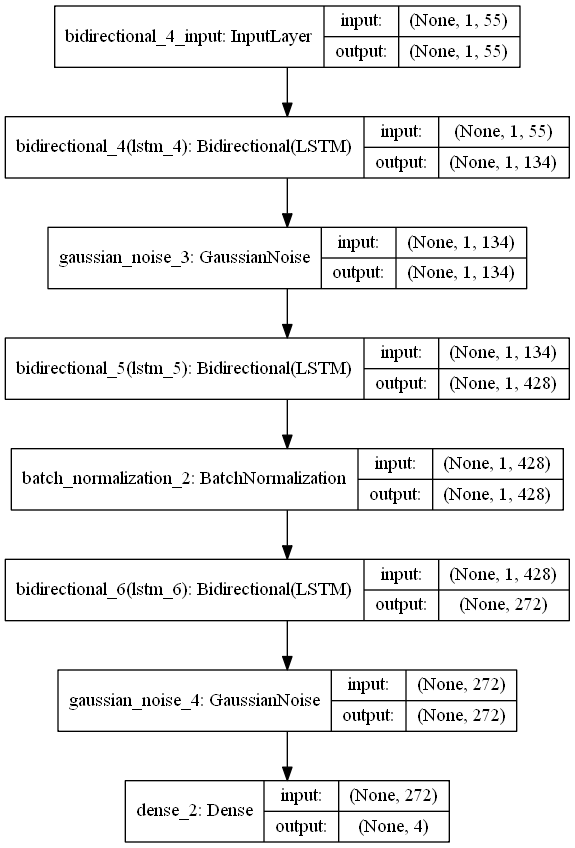 bidirectional_4_input: InputLayer input: (None, 1, 55)
output: (None, 1, 55)
bidirectional_4(lstm_4): Bidirectional(LSTM) input: (None, 1, 55)
output: (None, 1, 134)
gaussian_noise_3: GaussianNoise input: (None, 1, 134)
output: (None, 1, 134)
bidirectional_5(lstm_5): Bidirectional(LSTM) input: (None, 1, 134)
output: (None, 1, 428)
batch_normalization_2: BatchNormalization input: (None, 1, 428)
output: (None, 1, 428)
bidirectional_6(lstm_6): Bidirectional(LSTM) input: (None, 1, 428)
output: (None, 272)
gaussian_noise_4: GaussianNoise input: (None, 272)
output: (None, 272)
dense_2: Dense input: (None, 272)
output: (None, 4)